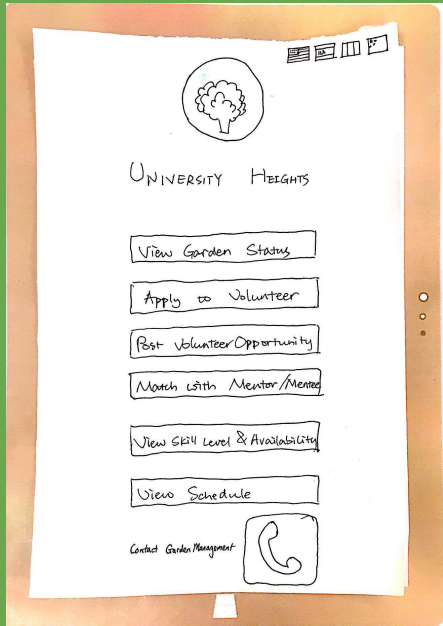 UNIVERSITY HEIGHTS
View Garden Status
Apply to Volunteer
Post Volunteer Opportunity
Match with Mentor/Mentee
View Skill Level & Availability
View Schedule
Contact Garden Management